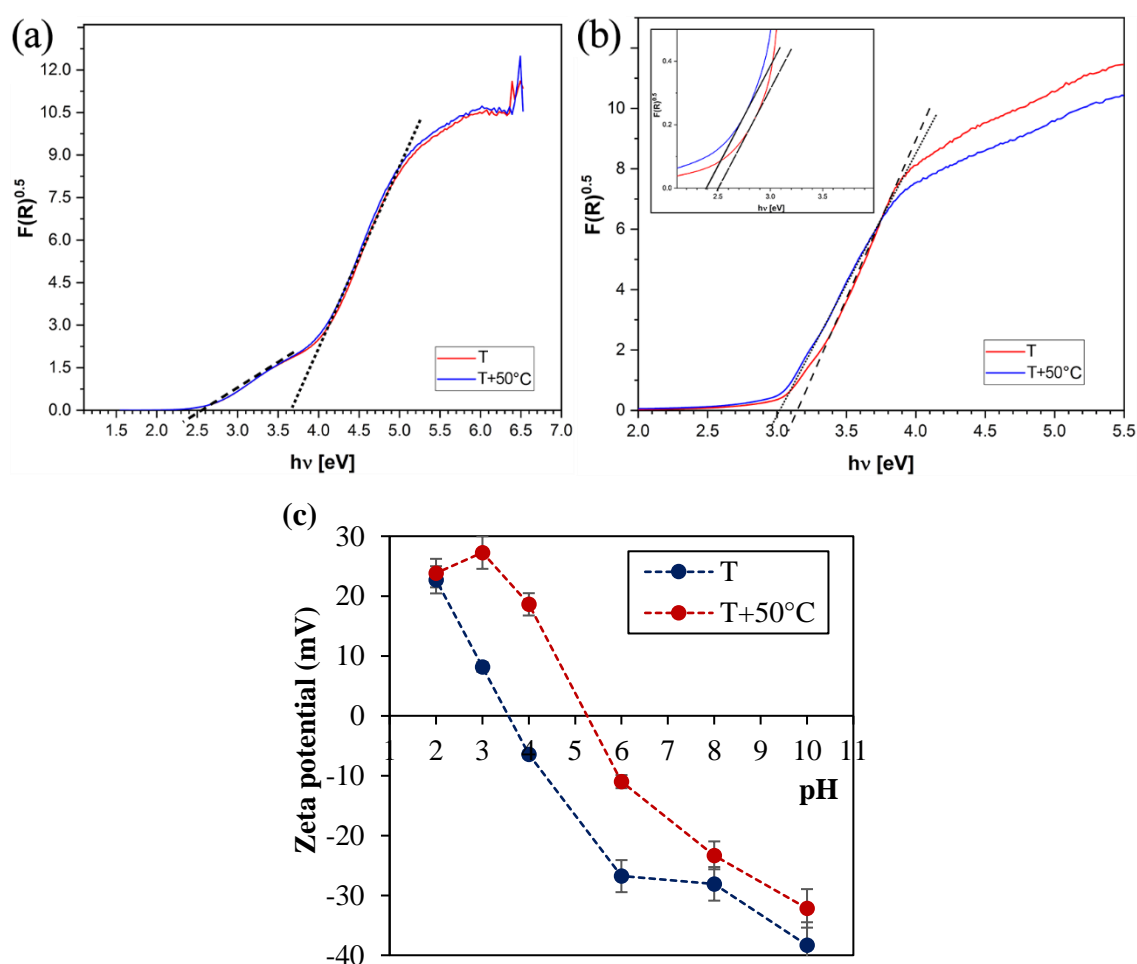 (a)
F(R)^0.5
12.0
10.5
9.0
7.5
6.0
4.5
3.0
1.5
0.0
T
T+50°C
1.5 2.0 2.5 3.0 3.5 4.0 4.5 5.0 5.5 6.0 6.5 7.0
hν [eV]
(b)
F(R)^0.5
10
8
6
4
2
0
F(R)^0.5
0.4
0.2
0.0
2.5 3.0 3.5
hν [eV]
T
T+50°C
2.0 2.5 3.0 3.5 4.0 4.5 5.0 5.5
hν [eV]
(c)
Zeta potential (mV)
30
20
10
0
-10
-20
-30
-40
T
T+50°C
1 2 3 4 5 6 7 8 9 10 11
pH